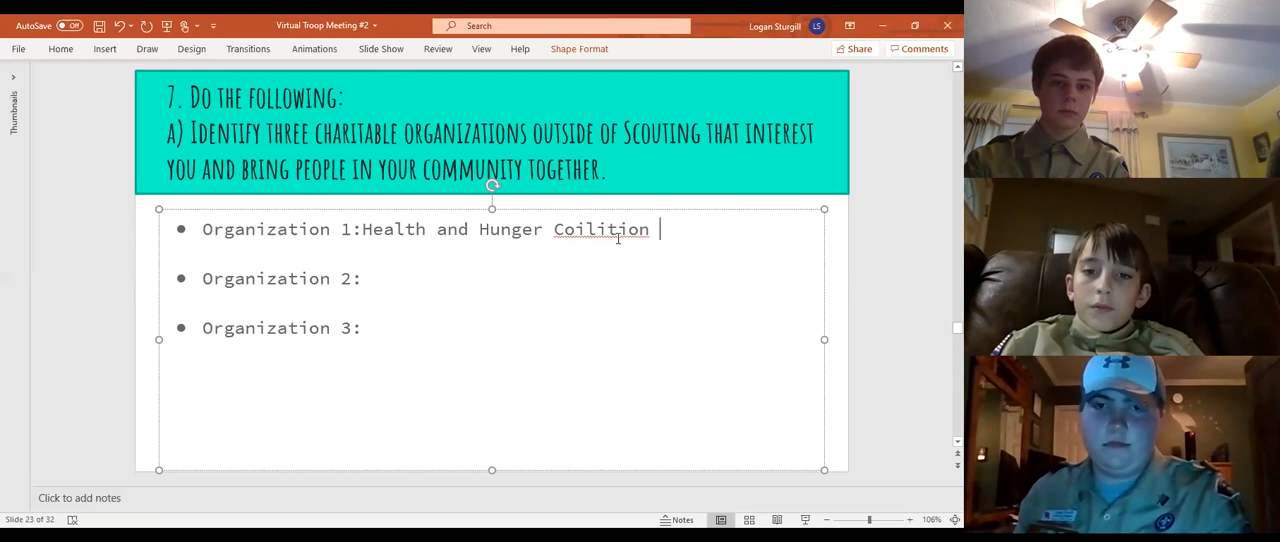 AutoSave Off Virtual Troop Meeting #2 Search Logan Sturgill LS
File Home Insert Draw Design Transitions Animations Slide Show Review View Help Shape Format Share Comments
Thumbnails
7. Do the following:
A) Identify three charitable organizations outside of Scouting that interest
you and bring people in your community together.
Organization 1:Health and Hunger Coilition
Organization 2:
Organization 3:
Click to add notes
Slide 23 of 32 Notes 106%